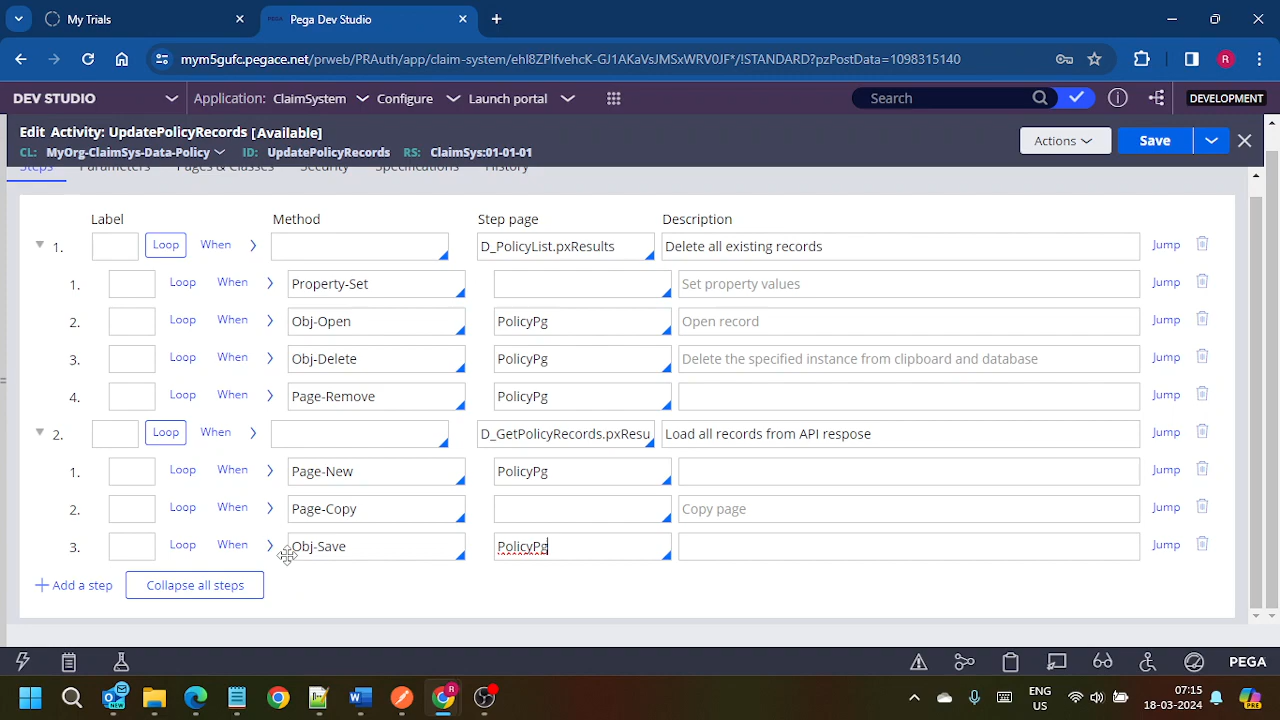 My Trials
Pega Dev Studio
mym5gufc.pegace.net/prweb/PRAuth/app/claim-system/ehI8ZPIfvehcK-GJ1AKaVsJMSxWRV0JF*/!STANDARD?pzPostData=1098315140
R
DEV STUDIO Application: ClaimSystem Configure Launch portal Search DEVELOPMENT
Edit Activity: UpdatePolicyRecords [Available]
Actions Save
CL: MyOrg-ClaimSys-Data-Policy ID: UpdatePolicyRecords RS: ClaimSys:01-01-01
Steps Parameters Pages & Classes Security Specifications History
Label Method Step page Description
1. Loop When D_PolicyList.pxResults Delete all existing records Jump
1. Loop When Property-Set Set property values Jump
2. Loop When Obj-Open PolicyPg Open record Jump
3. Loop When Obj-Delete PolicyPg Delete the specified instance from clipboard and database Jump
4. Loop When Page-Remove PolicyPg Jump
2. Loop When D_GetPolicyRecords.pxResu Load all records from API respose Jump
1. Loop When Page-New PolicyPg Jump
2. Loop When Page-Copy Copy page Jump
3. Loop When Obj-Save PolicyPg Jump
Add a step Collapse all steps
PEGA
ENG 07:15
US 18-03-2024
PRE